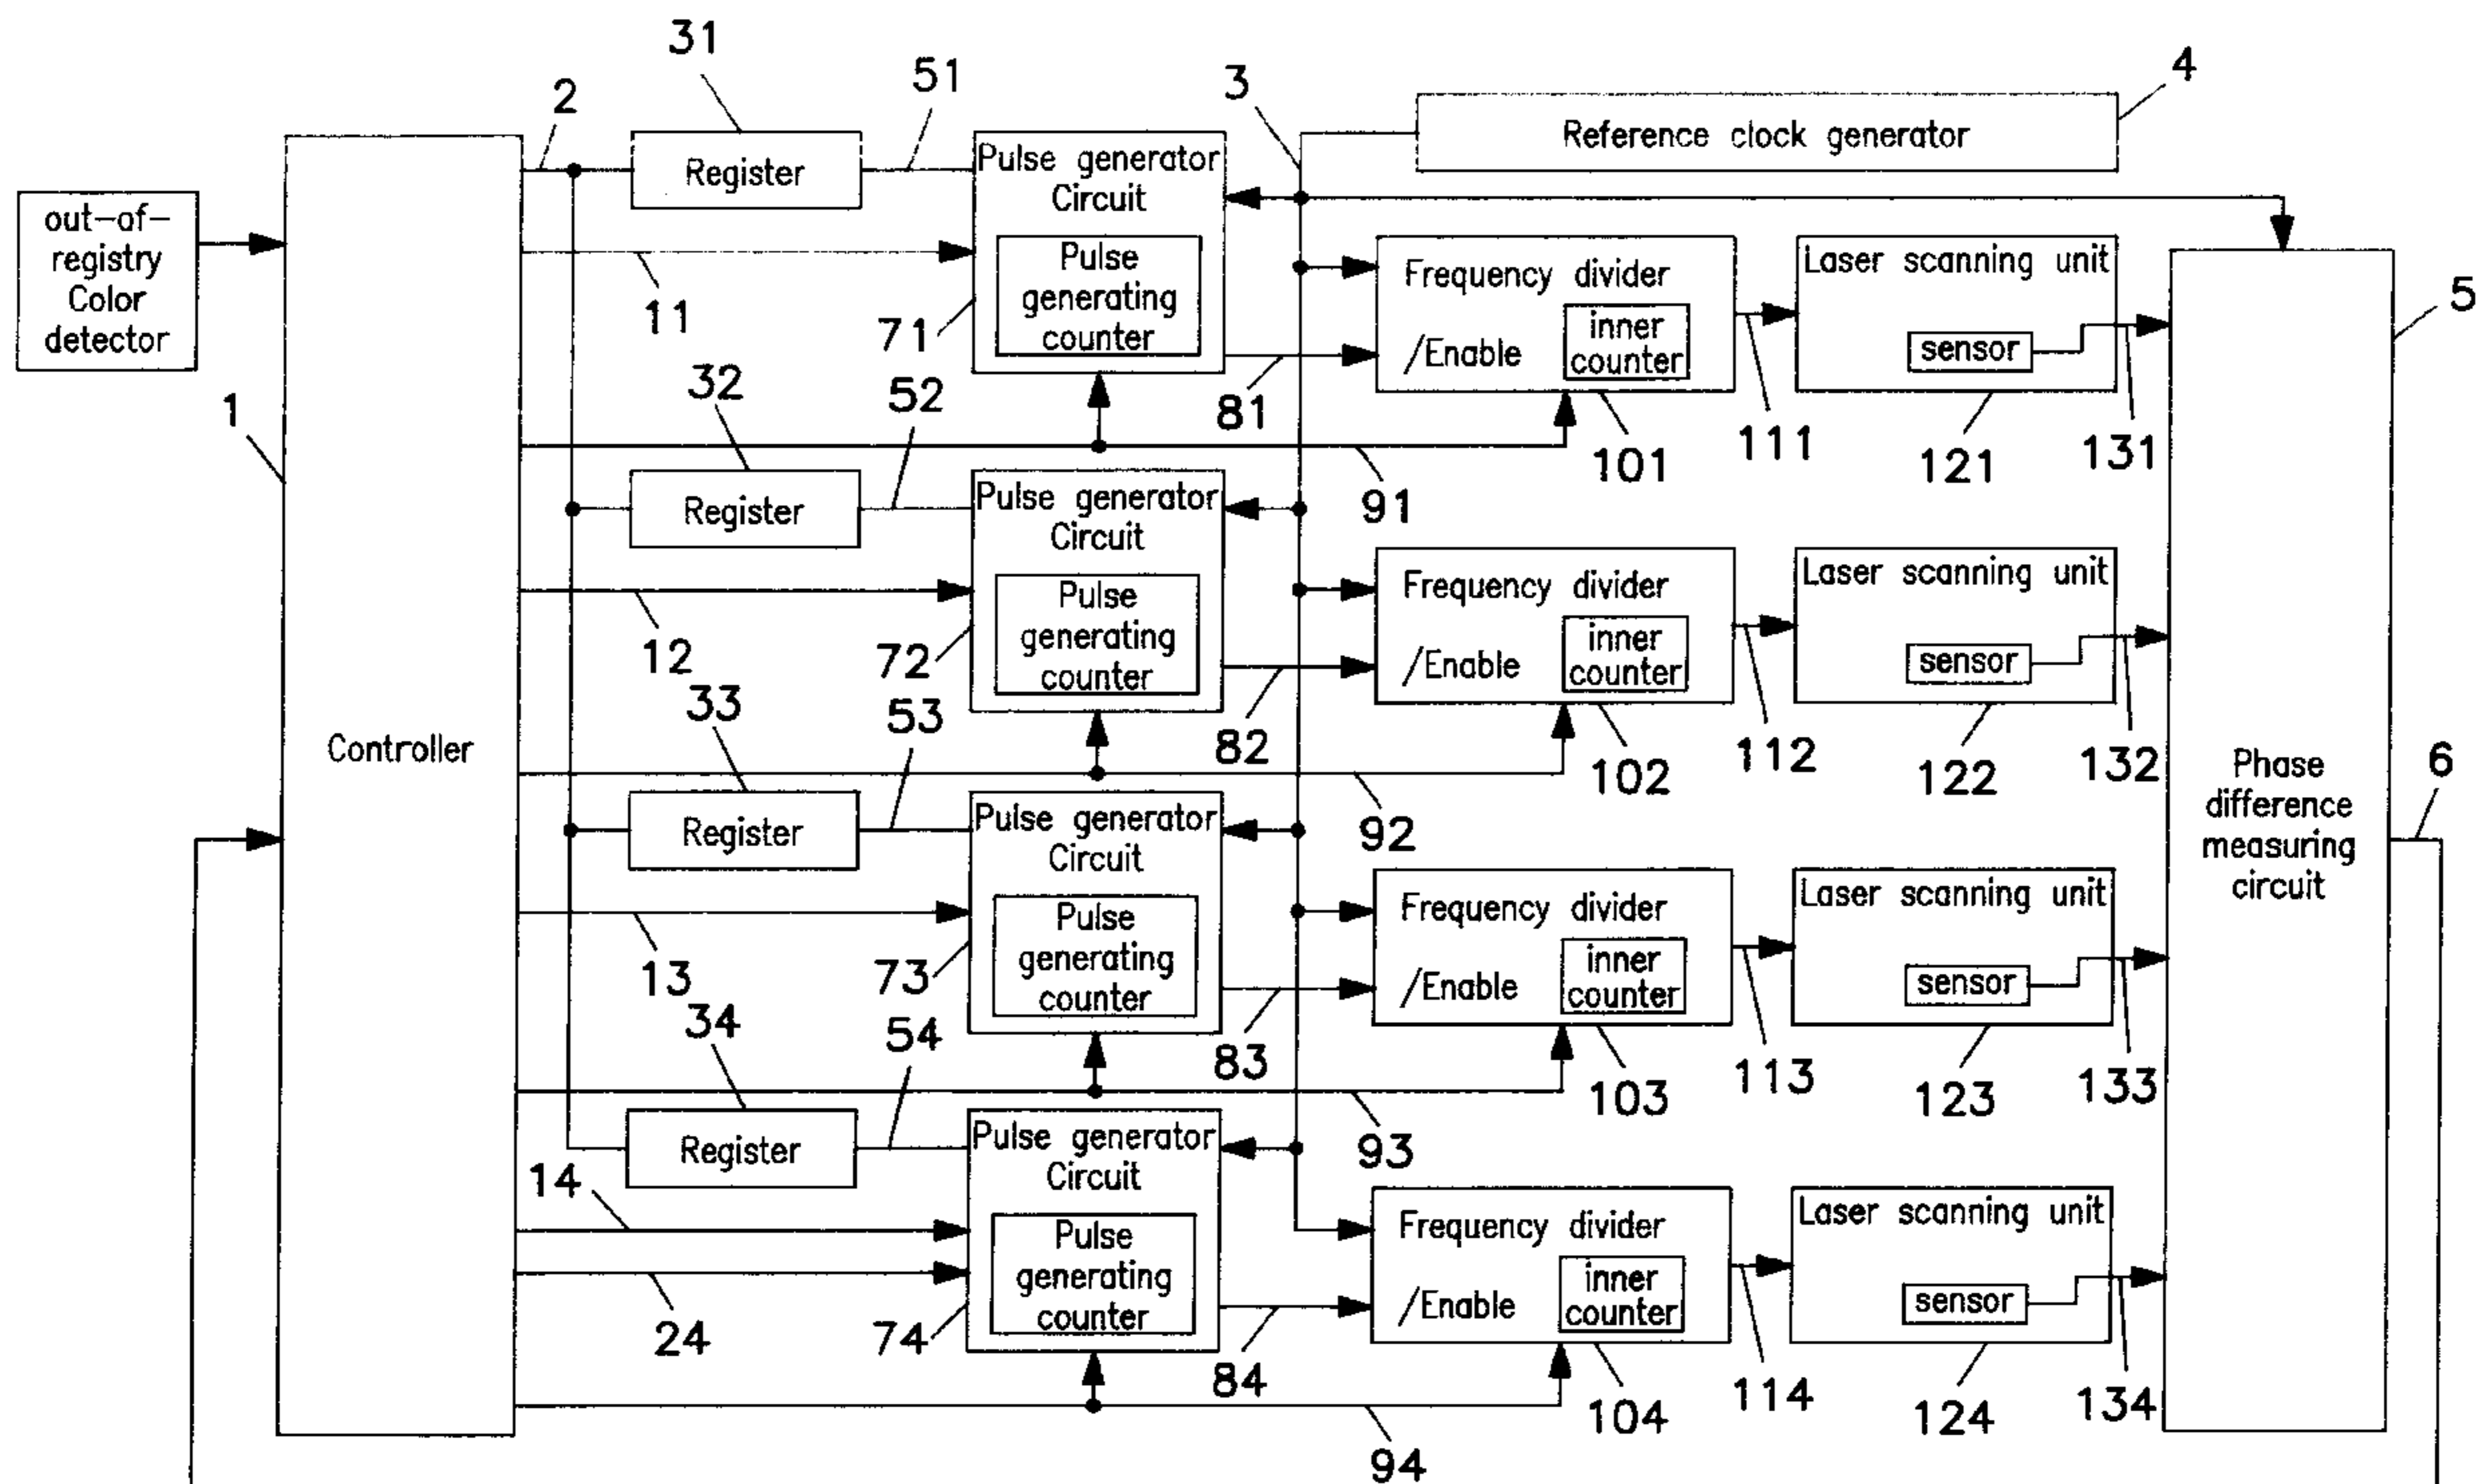 31
51
3
4
2
Reference clock generator
Register
Pulse generator
Circuit
out-of-
registry
Color
detector
Pulse
generating
counter
Frequency divider
/Enable
inner
counter
Laser scanning unit
sensor
5
11
71
32
52
81
1
101
111
121
131
91
Register
Pulse generator
Circuit
Pulse
generating
counter
Frequency divider
/Enable
inner
counter
Laser scanning unit
sensor
12
72
33
53
82
102
112
122
132
6
Controller
Phase
difference
measuring
circuit
92
Register
Pulse generator
Circuit
Pulse
generating
counter
Frequency divider
/Enable
inner
counter
Laser scanning unit
sensor
13
73
34
54
83
103
113
123
133
93
Register
Pulse generator
Circuit
14
Pulse
generating
counter
Frequency divider
/Enable
inner
counter
Laser scanning unit
sensor
24
74
84
104
114
124
134
94